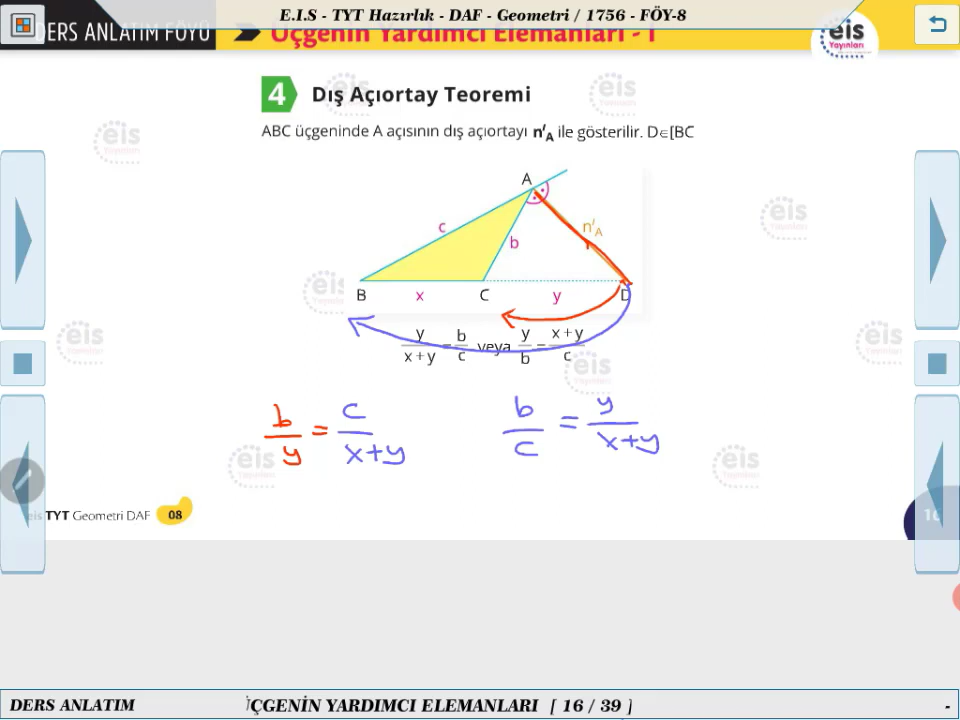 E.I.S - TYT Hazırlık - DAF - Geometri / 1756 - FÖY-8
DERS ANLATIM FÖYÜ
Üçgenin Yardımcı Elemanları - I
eis
Yayınları
4 Dış Açıortay Teoremi
ABC üçgeninde A açısının dış açıortayı n'A ile gösterilir. D∈[BC
A
c
b
n'A
B
x
C
y
D
y/(x+y) = b/c veya y/b = (x+y)/c
b/y = c/(x+y)
b/c = y/(x+y)
eis TYT Geometri DAF 08
16
DERS ANLATIM
ÜÇGENİN YARDIMCI ELEMANLARI [ 16 / 39 ]
-